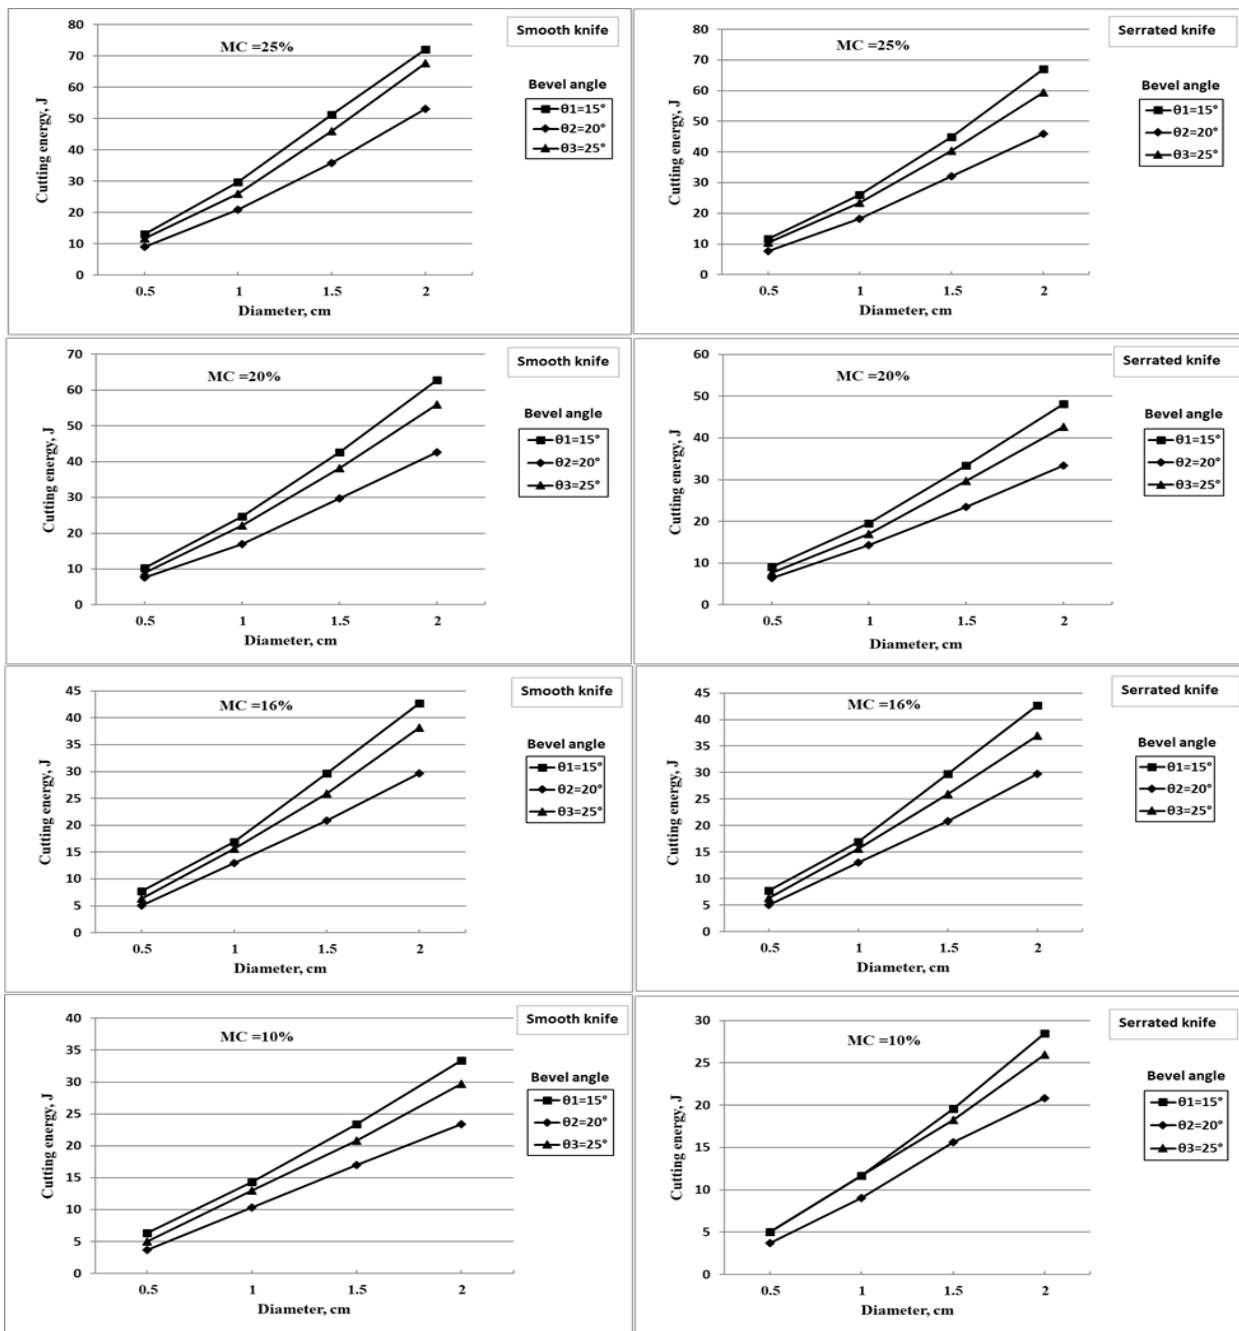 Smooth knife
MC =25%
Cutting energy, J
80
70
60
50
40
30
20
10
0
0.5 1 1.5 2
Diameter, cm
Bevel angle
θ1=15°
θ2=20°
θ3=25°
Serrated knife
MC =25%
Cutting energy, J
80
70
60
50
40
30
20
10
0
0.5 1 1.5 2
Diameter, cm
Bevel angle
θ1=15°
θ2=20°
θ3=25°
Smooth knife
MC =20%
Cutting energy, J
70
60
50
40
30
20
10
0
0.5 1 1.5 2
Diameter, cm
Bevel angle
θ1=15°
θ2=20°
θ3=25°
Serrated knife
MC =20%
Cutting energy, J
60
50
40
30
20
10
0
0.5 1 1.5 2
Diameter, cm
Bevel angle
θ1=15°
θ2=20°
θ3=25°
Smooth knife
MC =16%
Cutting energy, J
45
40
35
30
25
20
15
10
5
0
0.5 1 1.5 2
Diameter, cm
Bevel angle
θ1=15°
θ2=20°
θ3=25°
Serrated knife
MC =16%
Cutting energy, J
45
40
35
30
25
20
15
10
5
0
0.5 1 1.5 2
Diameter, cm
Bevel angle
θ1=15°
θ2=20°
θ3=25°
Smooth knife
MC =10%
Cutting energy, J
40
35
30
25
20
15
10
5
0
0.5 1 1.5 2
Diameter, cm
Bevel angle
θ1=15°
θ2=20°
θ3=25°
Serrated knife
MC =10%
Cutting energy, J
30
25
20
15
10
5
0
0.5 1 1.5 2
Diameter, cm
Bevel angle
θ1=15°
θ2=20°
θ3=25°